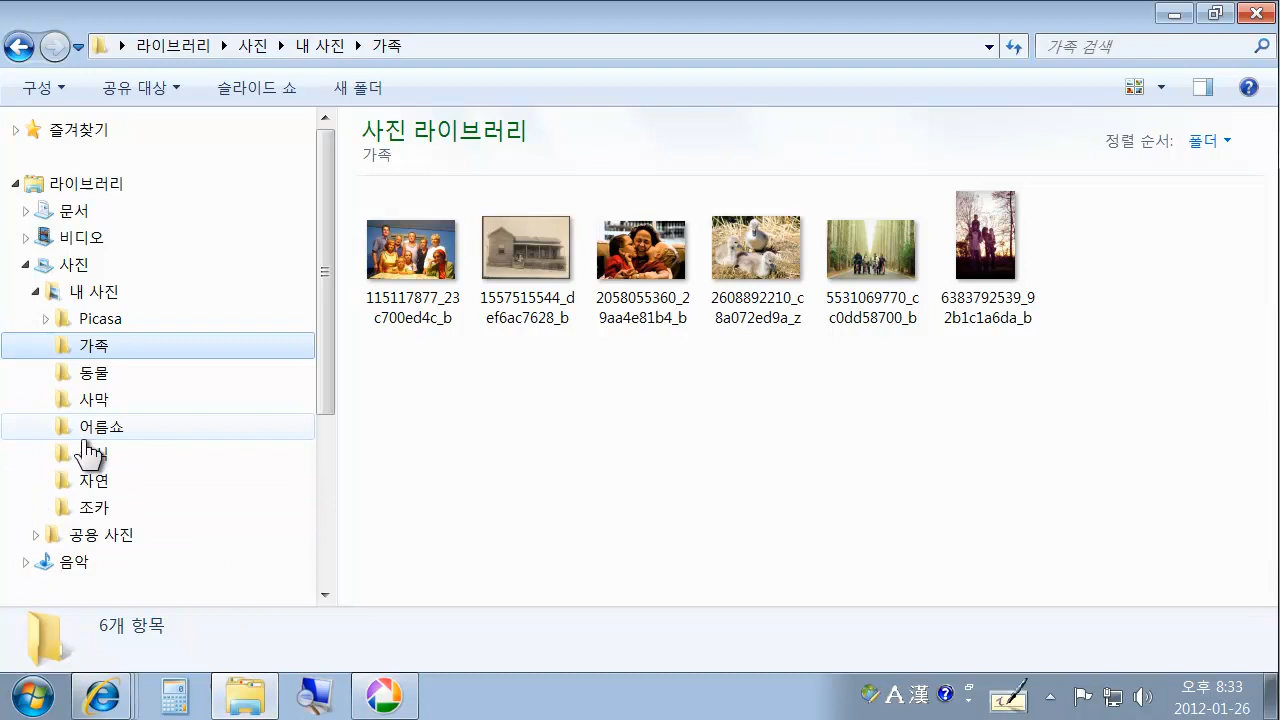 라이브러리 사진 내 사진 가족
가족 검색
구성 공유 대상 슬라이드 쇼 새 폴더
즐겨찾기
라이브러리
문서
비디오
사진
내 사진
Picasa
가족
동물
사막
어름쇼
자연
조카
공용 사진
음악
사진 라이브러리
가족
정렬 순서: 폴더
115117877_23
c700ed4c_b
1557515544_d
ef6ac7628_b
2058055360_2
9aa4e81b4_b
2608892210_c
8a072ed9a_z
5531069770_c
c0dd58700_b
6383792539_9
2b1c1a6da_b
6개 항목
A 漢
오후 8:33
2012-01-26